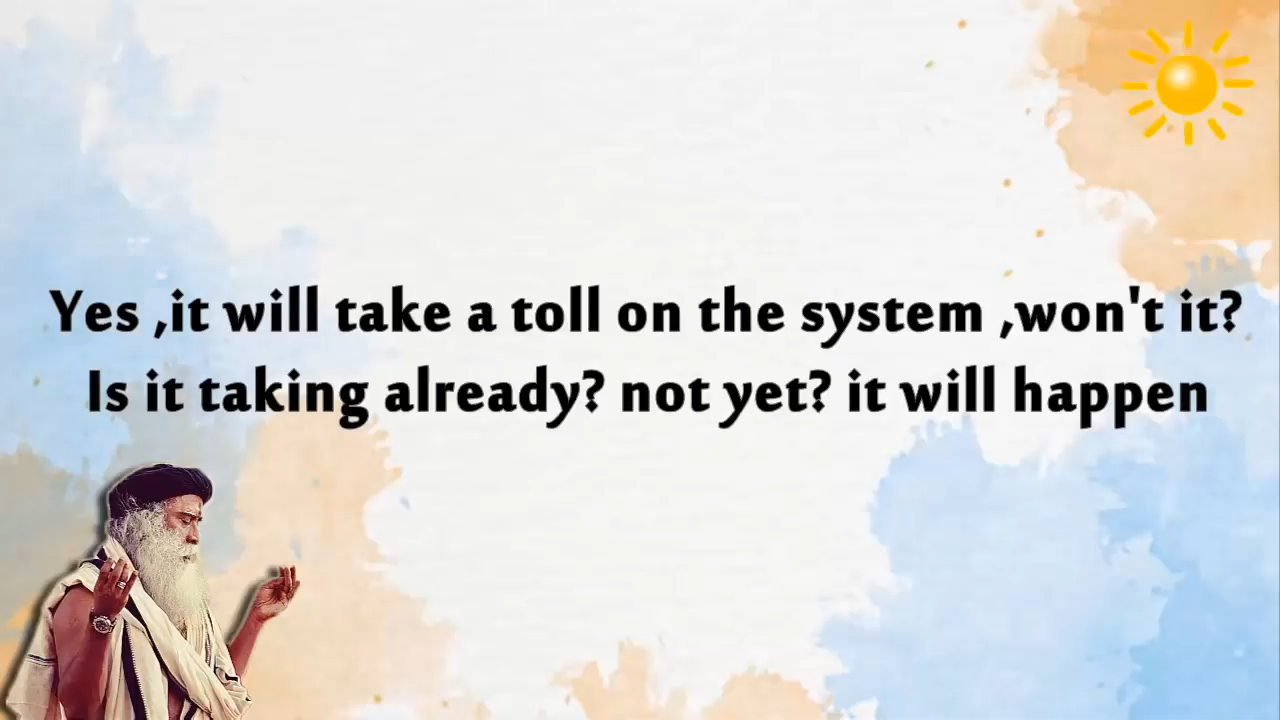 Yes ,it will take a toll on the system ,won't it?
Is it taking already? not yet? it will happen